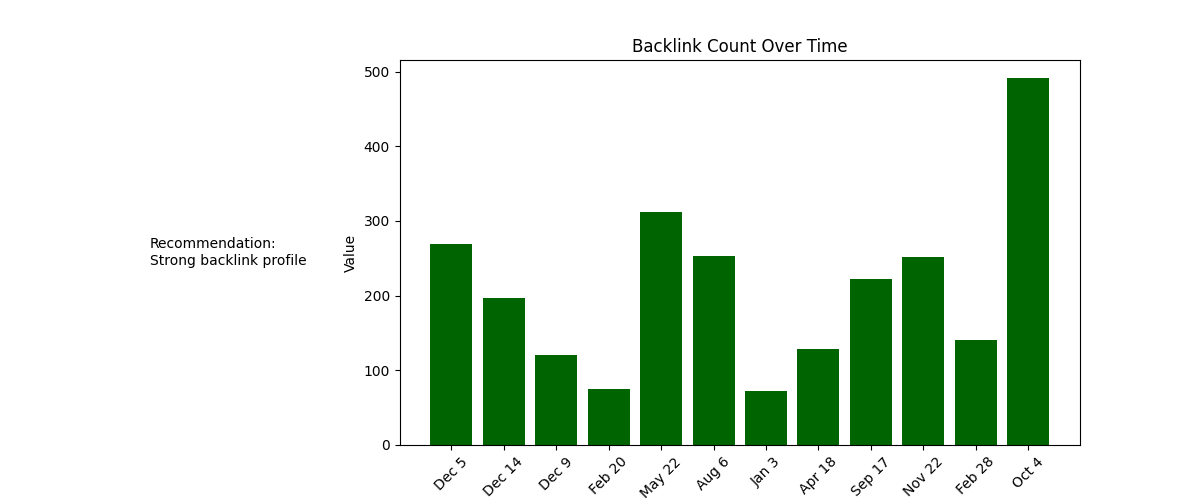 Backlink Count Over Time
Recommendation:
Strong backlink profile
Value
500
400
300
200
100
0
Dec 5
Dec 14
Dec 9
Feb 20
May 22
Aug 6
Jan 3
Apr 18
Sep 17
Nov 22
Feb 28
Oct 4